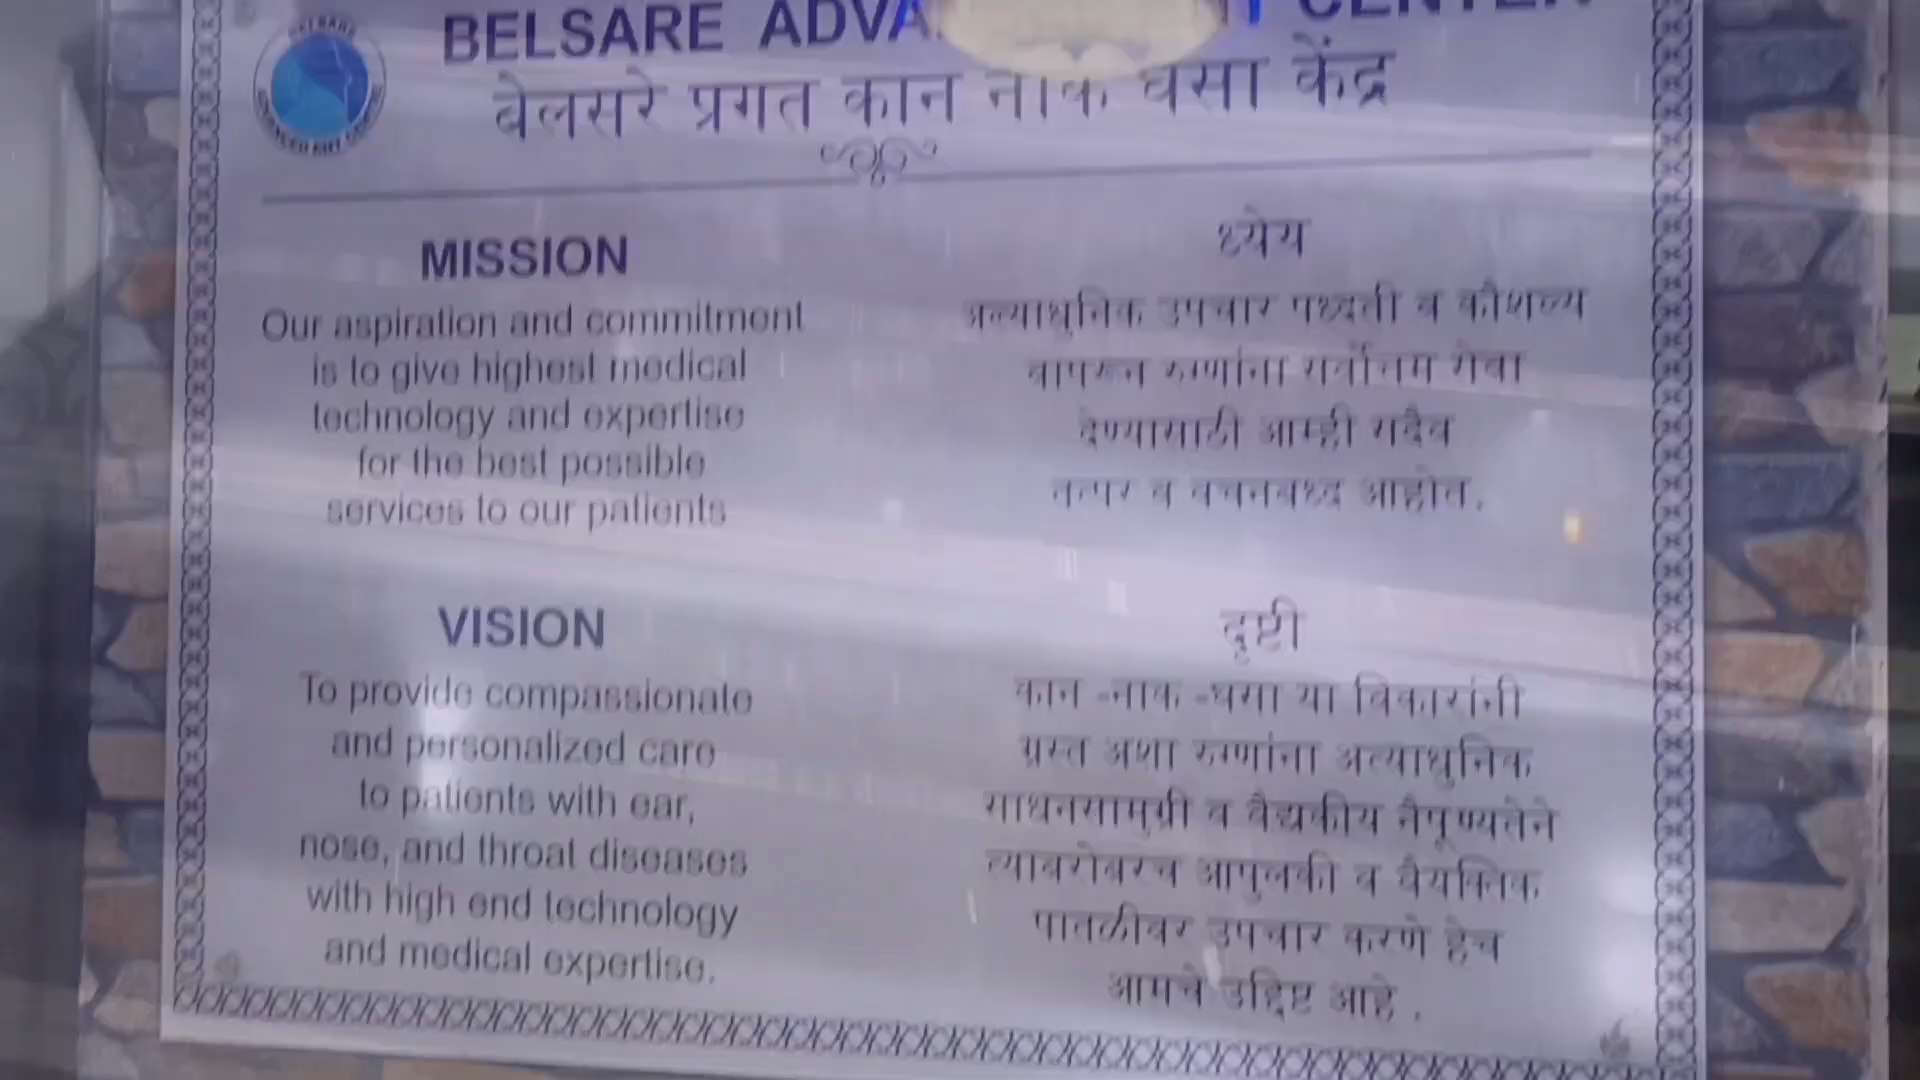 BELSARE
BELSARE CENTER
बेलसरे प्रगत कान नाक घसा केंद्र
MISSION
Our aspiration and commitment
is to give highest medical
technology and expertise
for the best possible
services to our patients
ध्येय
अत्याधुनिक उपचार पध्दती व कौशल्य
वापरून रुग्णांना सर्वोत्तम सेवा
देण्यासाठी आम्ही सदैव
तत्पर व वचनबध्द आहोत.
VISION
To provide compassionate
and personalized care
to patients with ear,
nose, and throat diseases
with high end technology
and medical expertise.
दृष्टी
कान -नाक -घसा या विकारांनी
ग्रस्त अशा रुग्णांना अत्याधुनिक
साधनसामुग्री व वैद्यकीय नैपूण्यतेने
त्याबरोबरच आपुलकी व वैयक्तिक
पातळीवर उपचार करणे हेच
आमचे उद्दिष्ट आहे .